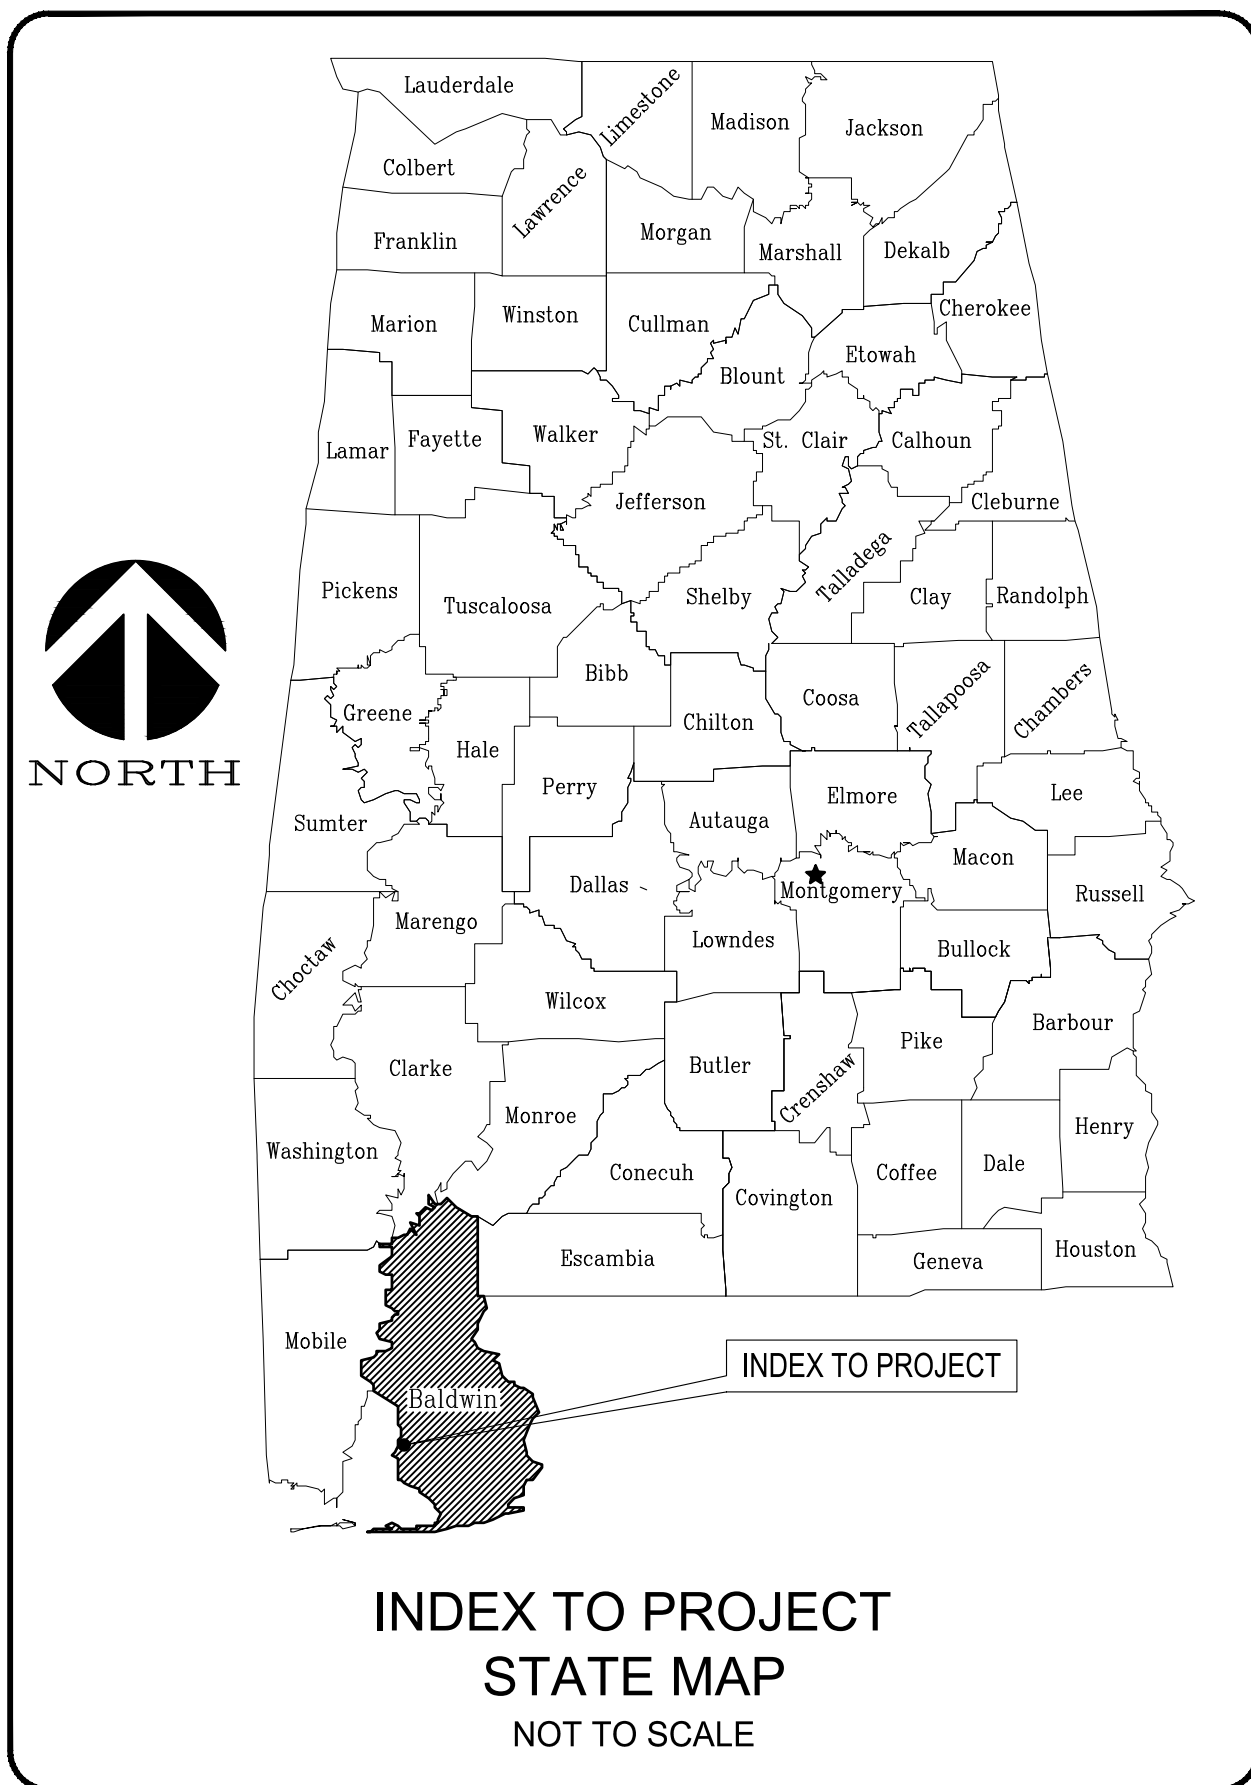 Lauderdale
Limestone
Madison
Jackson
Colbert
Lawrence
Franklin
Morgan
Marshall
Dekalb
Cherokee
Marion
Winston
Cullman
Blount
Etowah
Lamar
Fayette
Walker
St. Clair
Calhoun
Jefferson
Cleburne
Pickens
Tuscaloosa
Shelby
Talladega
Clay
Randolph
Bibb
Greene
Hale
Chilton
Coosa
Tallapoosa
Chambers
NORTH
Perry
Elmore
Lee
Sumter
Autauga
Macon
Dallas
Montgomery
Russell
Marengo
Lowndes
Bullock
Choctaw
Wilcox
Barbour
Pike
Clarke
Butler
Crenshaw
Monroe
Henry
Washington
Conecuh
Coffee
Dale
Covington
Escambia
Geneva
Houston
Mobile
INDEX TO PROJECT
Baldwin
INDEX TO PROJECT
STATE MAP
NOT TO SCALE